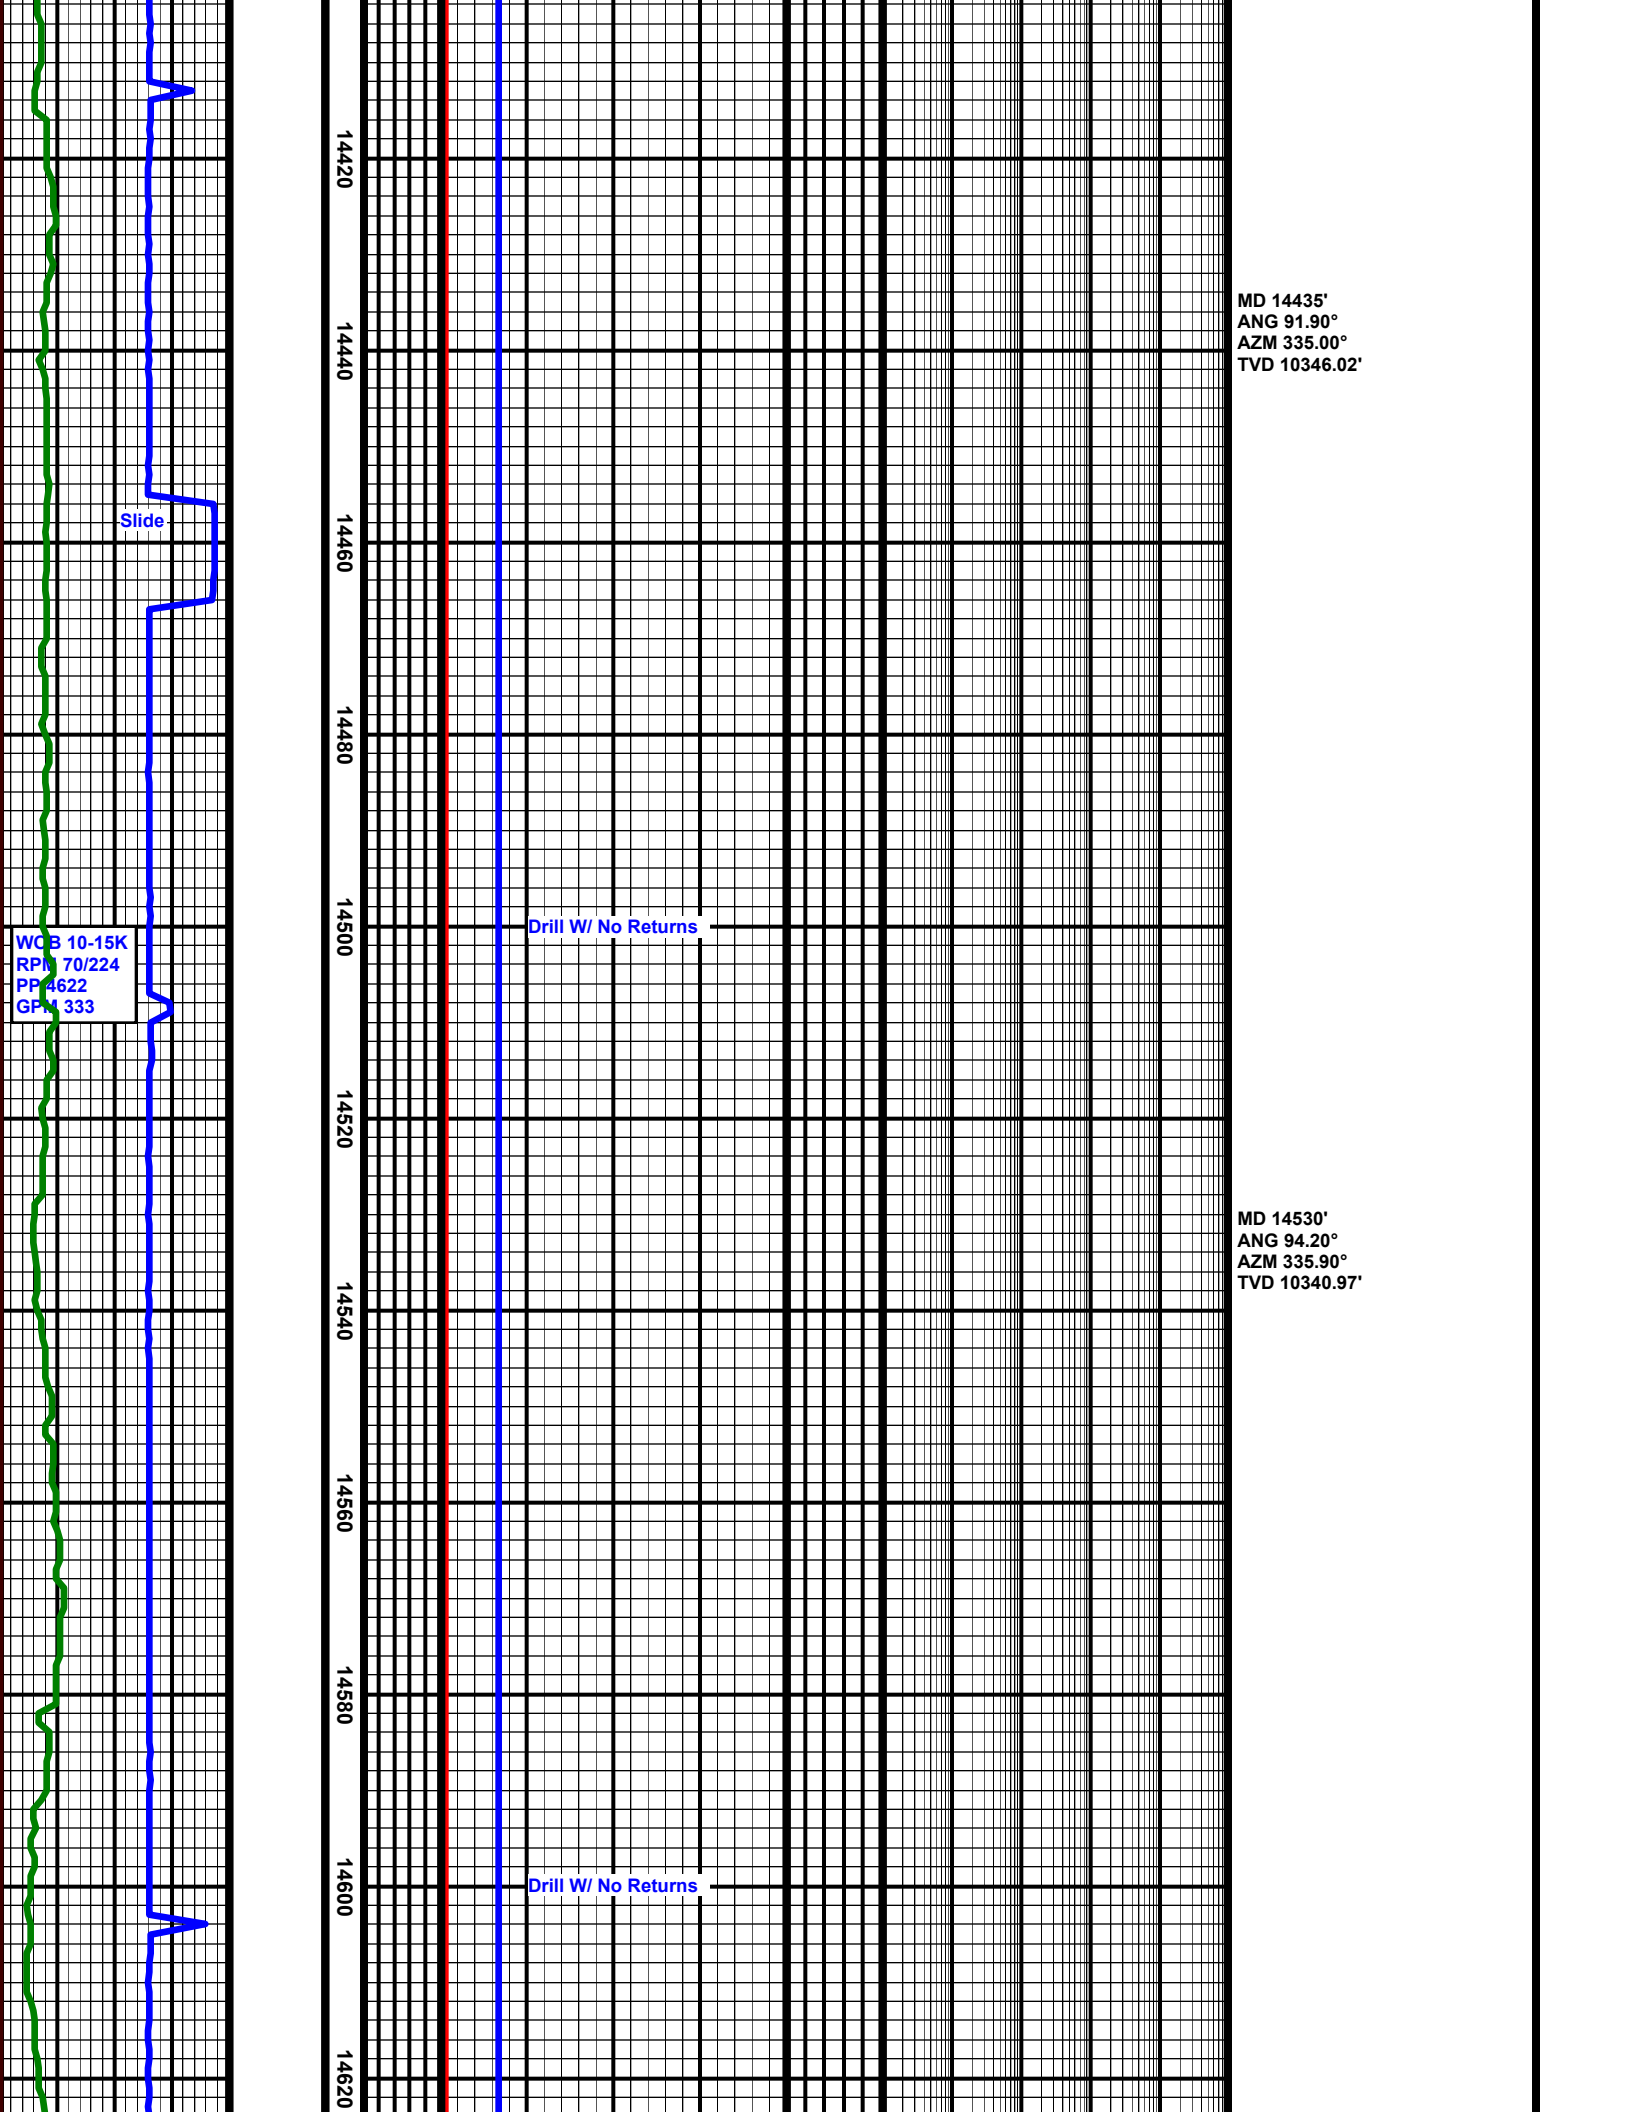 14420
MD 14435'
ANG 91.90°
AZM 335.00°
TVD 10346.02'
14440
Slide
14460
14480
14500
Drill W/ No Returns
WOB 10-15K
RPM 70/224
PP 4622
GPM 333
14520
MD 14530'
ANG 94.20°
AZM 335.90°
TVD 10340.97'
14540
14560
14580
14600
Drill W/ No Returns
14620